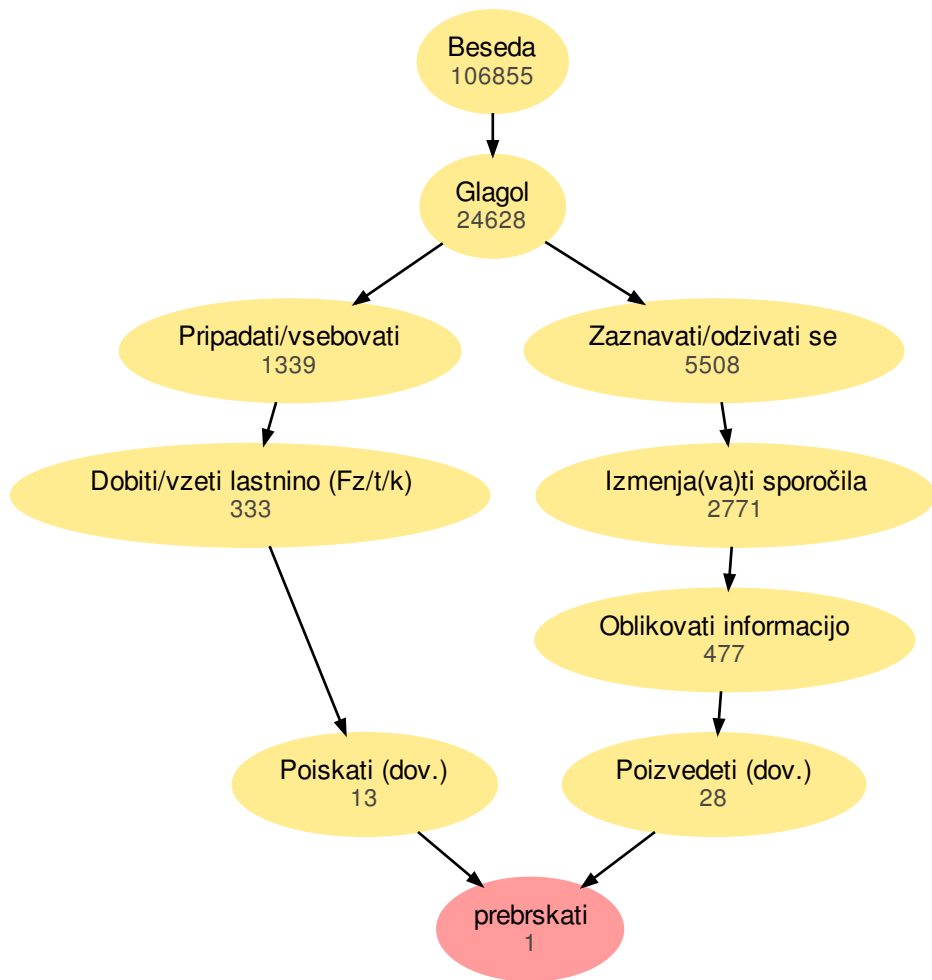 Beseda
106855
Glagol
24628
Pripadati/vsebovati
1339
Zaznavati/odzivati se
5508
Dobiti/vzeti lastnino (Fz/t/k)
333
Izmenja(va)ti sporočila
2771
Oblikovati informacijo
477
Poiskati (dov.)
13
Poizvedeti (dov.)
28
prebrskati
1